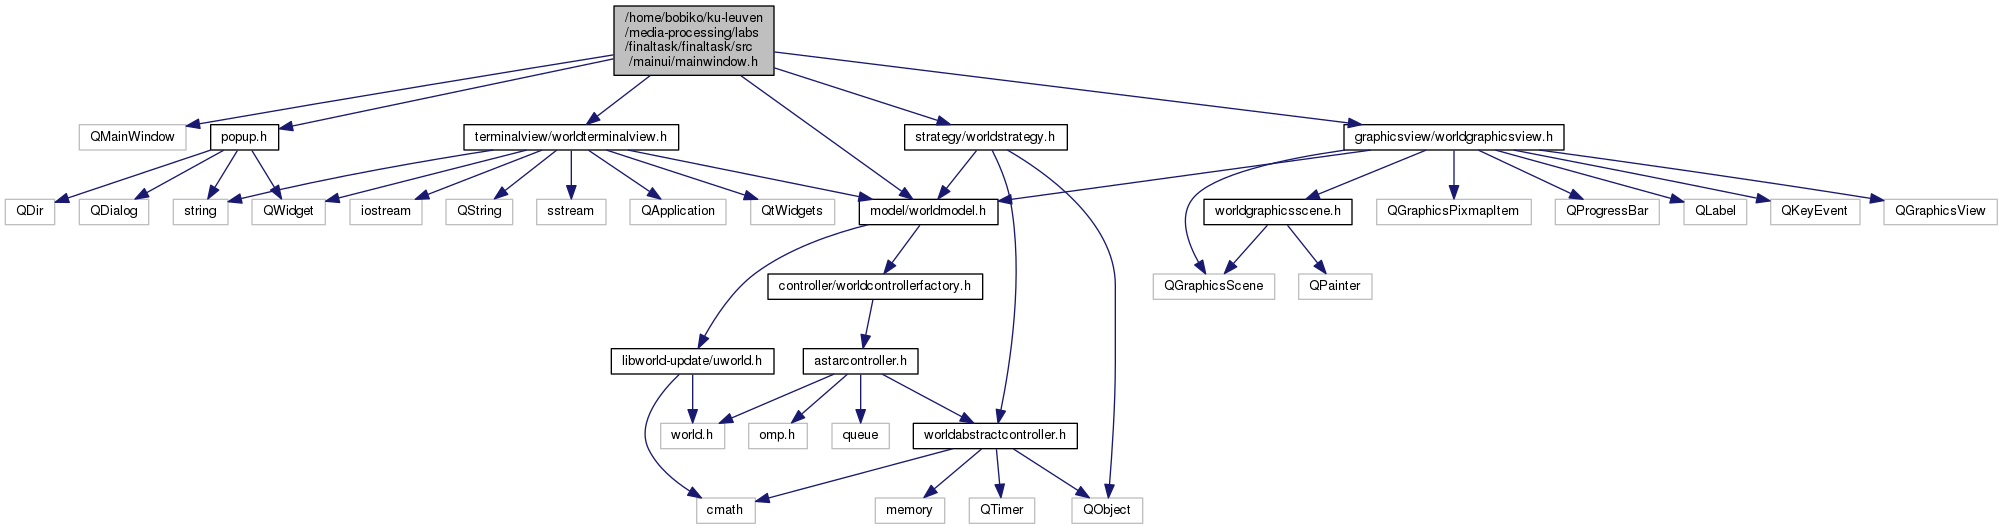 /home/bobiko/ku-leuven
/media-processing/labs
/finaltask/finaltask/src
/mainui/mainwindow.h
QMainWindow
popup.h
terminalview/worldterminalview.h
strategy/worldstrategy.h
graphicsview/worldgraphicsview.h
QDir
QDialog
string
QWidget
iostream
QString
sstream
QApplication
QtWidgets
model/worldmodel.h
worldgraphicsscene.h
QGraphicsPixmapItem
QProgressBar
QLabel
QKeyEvent
QGraphicsView
controller/worldcontrollerfactory.h
QGraphicsScene
QPainter
libworld-update/uworld.h
astarcontroller.h
world.h
omp.h
queue
worldabstractcontroller.h
cmath
memory
QTimer
QObject